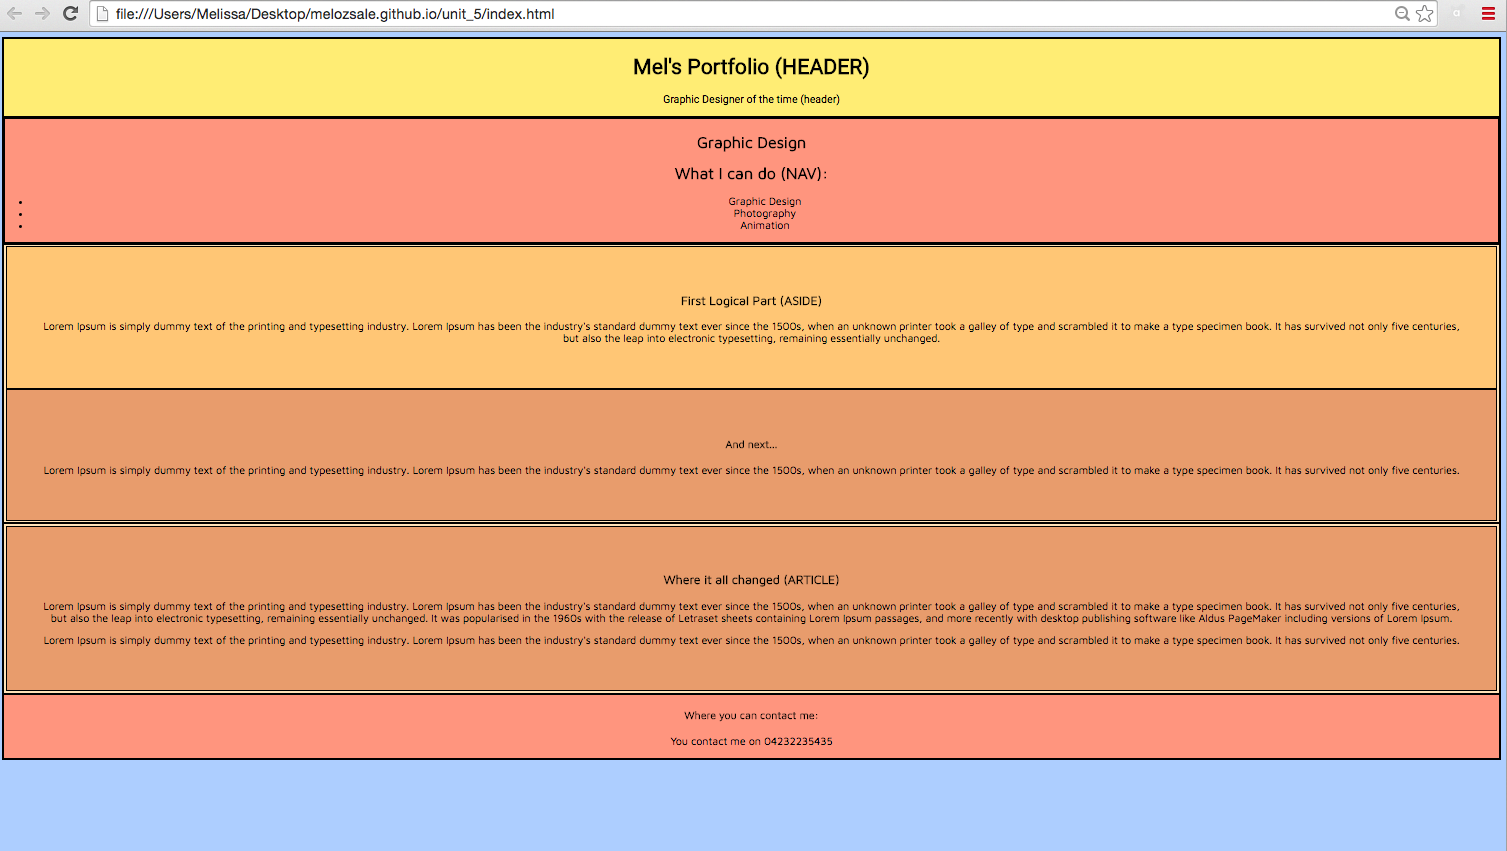 file:///Users/Melissa/Desktop/melozsale.github.io/unit_5/index.html
Mel's Portfolio (HEADER)
Graphic Designer of the time (header)
Graphic Design
What I can do (NAV):
Graphic Design
Photography
Animation
First Logical Part (ASIDE)
Lorem Ipsum is simply dummy text of the printing and typesetting industry. Lorem Ipsum has been the industry's standard dummy text ever since the 1500s, when an unknown printer took a galley of type and scrambled it to make a type specimen book. It has survived not only five centuries,
but also the leap into electronic typesetting, remaining essentially unchanged.
And next...
Lorem Ipsum is simply dummy text of the printing and typesetting industry. Lorem Ipsum has been the industry's standard dummy text ever since the 1500s, when an unknown printer took a galley of type and scrambled it to make a type specimen book. It has survived not only five centuries.
Where it all changed (ARTICLE)
Lorem Ipsum is simply dummy text of the printing and typesetting industry. Lorem Ipsum has been the industry's standard dummy text ever since the 1500s, when an unknown printer took a galley of type and scrambled it to make a type specimen book. It has survived not only five centuries,
but also the leap into electronic typesetting, remaining essentially unchanged. It was popularised in the 1960s with the release of Letraset sheets containing Lorem Ipsum passages, and more recently with desktop publishing software like Aldus PageMaker including versions of Lorem Ipsum.
Lorem Ipsum is simply dummy text of the printing and typesetting industry. Lorem Ipsum has been the industry's standard dummy text ever since the 1500s, when an unknown printer took a galley of type and scrambled it to make a type specimen book. It has survived not only five centuries.
Where you can contact me:
You contact me on 04232235435